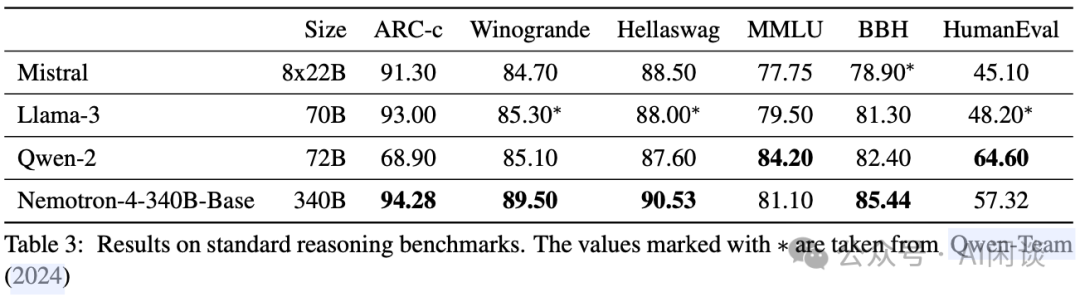 Size ARC-c Winogrande Hellaswag MMLU BBH HumanEval
Mistral 8x22B 91.30 84.70 88.50 77.75 78.90* 45.10
Llama-3 70B 93.00 85.30* 88.00* 79.50 81.30 48.20*
Qwen-2 72B 68.90 85.10 87.60 84.20 82.40 64.60
Nemotron-4-340B-Base 340B 94.28 89.50 90.53 81.10 85.44 57.32
Table 3: Results on standard reasoning benchmarks. The values marked with * are taken from Qwen-Team
(2024)
公众号 · AI闲谈